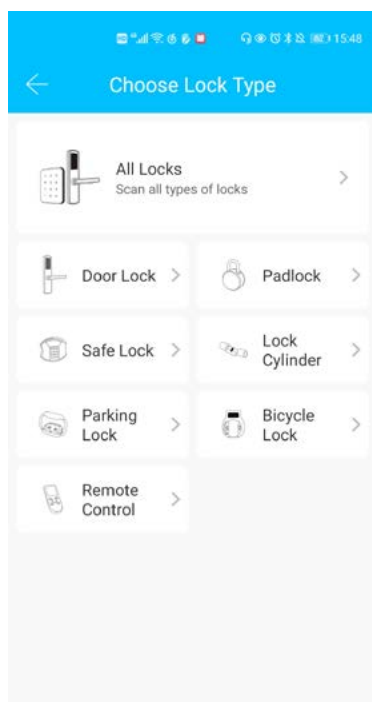 15:48
Choose Lock Type
All Locks
Scan all types of locks
Door Lock
Padlock
Safe Lock
Lock
Cylinder
Parking
Lock
Bicycle
Lock
Remote
Control